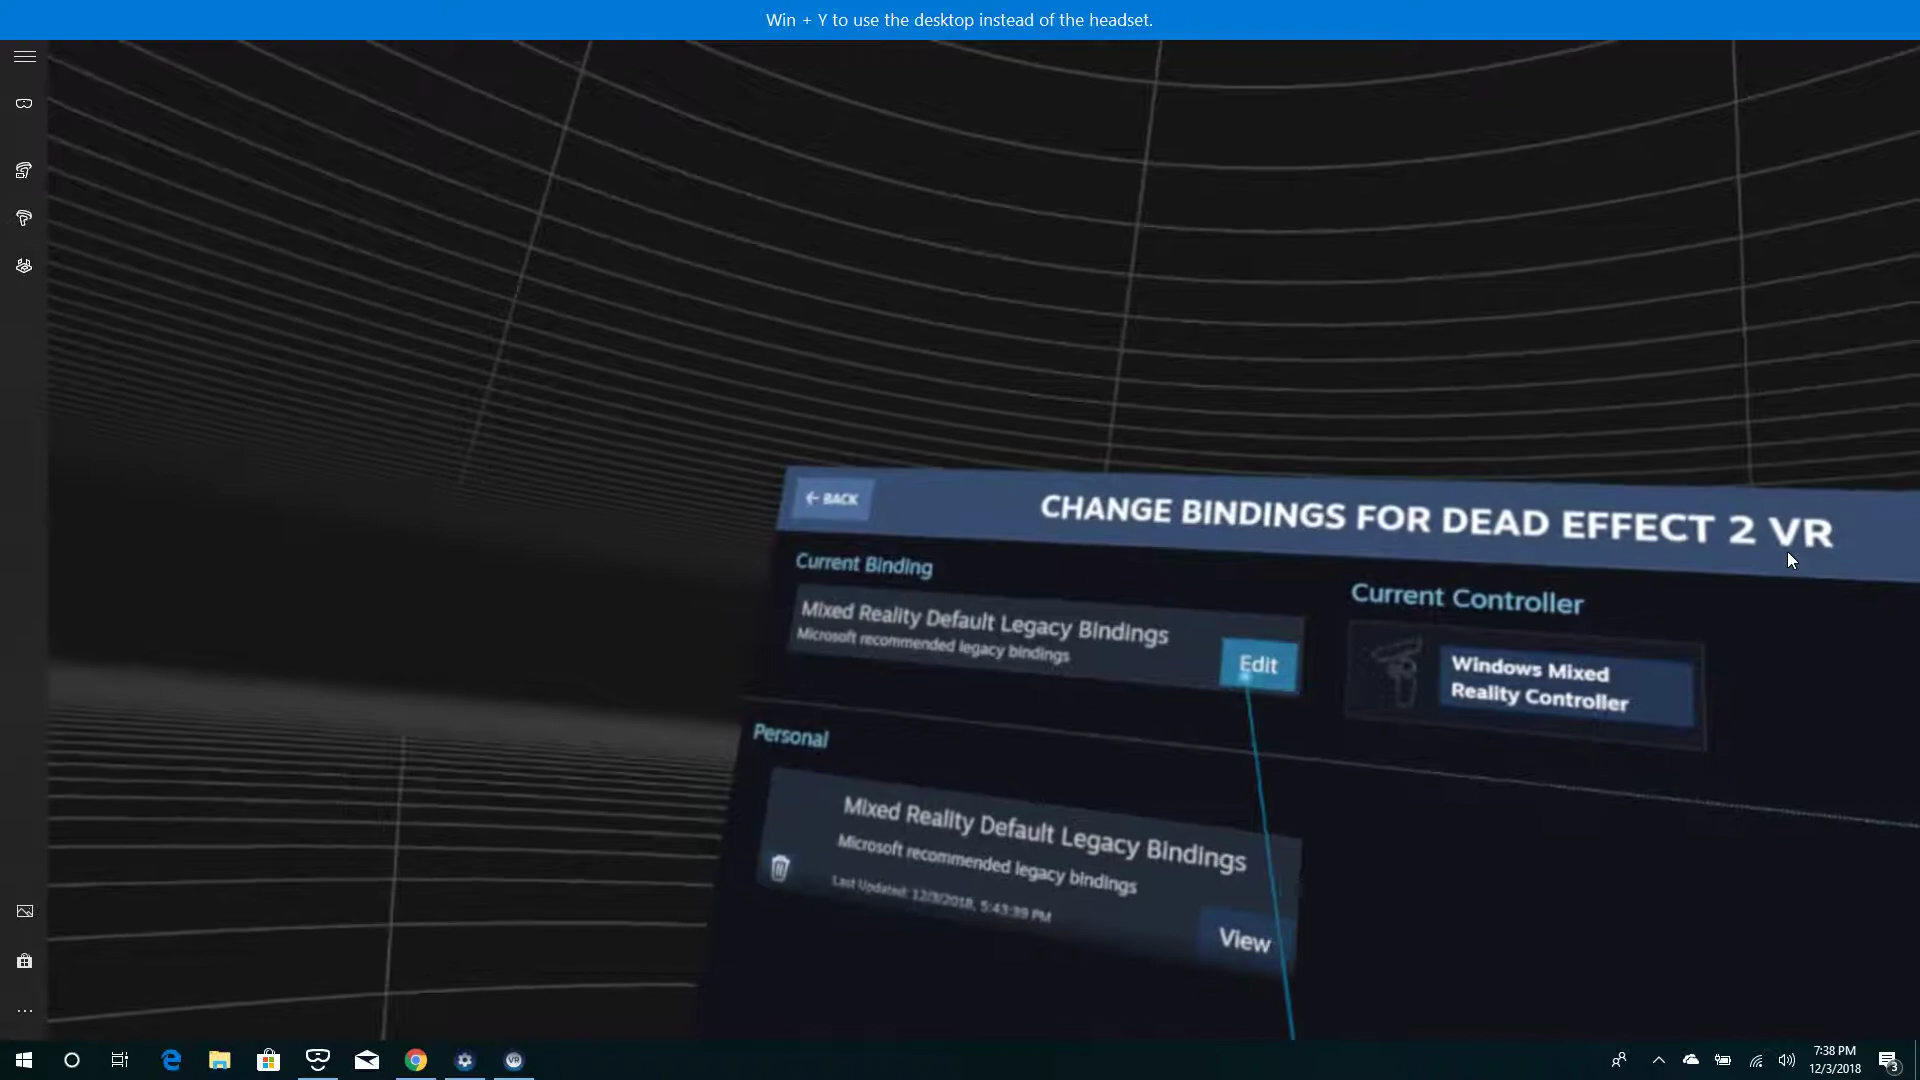 Win + Y to use the desktop instead of the headset.
← BACK
CHANGE BINDINGS FOR DEAD EFFECT 2 VR
Current Binding
Mixed Reality Default Legacy Bindings
Microsoft recommended legacy bindings
Edit
Current Controller
Windows Mixed
Reality Controller
Personal
Mixed Reality Default Legacy Bindings
Microsoft recommended legacy bindings
Last Updated: 12/3/2018, 5:43:39 PM
View
VR
7:38 PM
12/3/2018
3